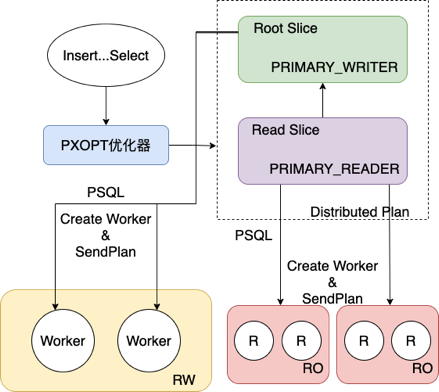 Insert...Select
PXOPT优化器
Root Slice
PRIMARY_WRITER
Read Slice
PRIMARY_READER
Distributed Plan
PSQL
Create Worker
&
SendPlan
PSQL
Create Worker
&
SendPlan
Worker
Worker
RW
R
R
RO
R
R
RO